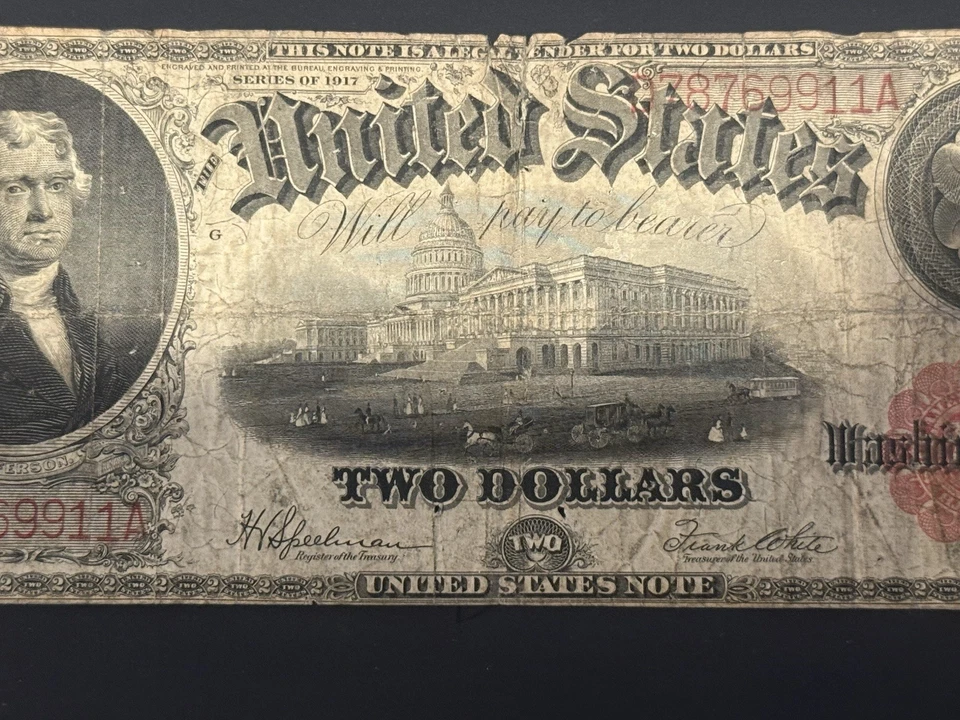 THIS NOTE IS A LEGAL TENDER FOR TWO DOLLARS
ENGRAVED AND PRINTED AT THE BUREAU, ENGRAVING & PRINTING.
SERIES OF 1917
78769911A
THE
United States
G
Will pay to bearer
TWO DOLLARS
69911A
H V Speelman
Register of the Treasury.
TWO
Frank White
Treasurer of the United States.
UNITED STATES NOTE